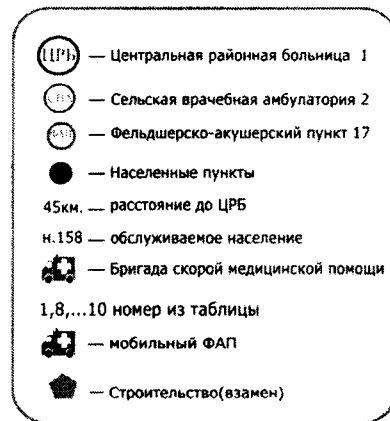 ЦРБ — Центральная районная больница 1
— Сельская врачебная амбулатория 2
ФАП — Фельдшерско-акушерский пункт 17
— Населенные пункты
45км. — расстояние до ЦРБ
н.158 — обслуживаемое население
— Бригада скорой медицинской помощи
1,8,...10 номер из таблицы
— мобильный ФАП
— Строительство(взамен)